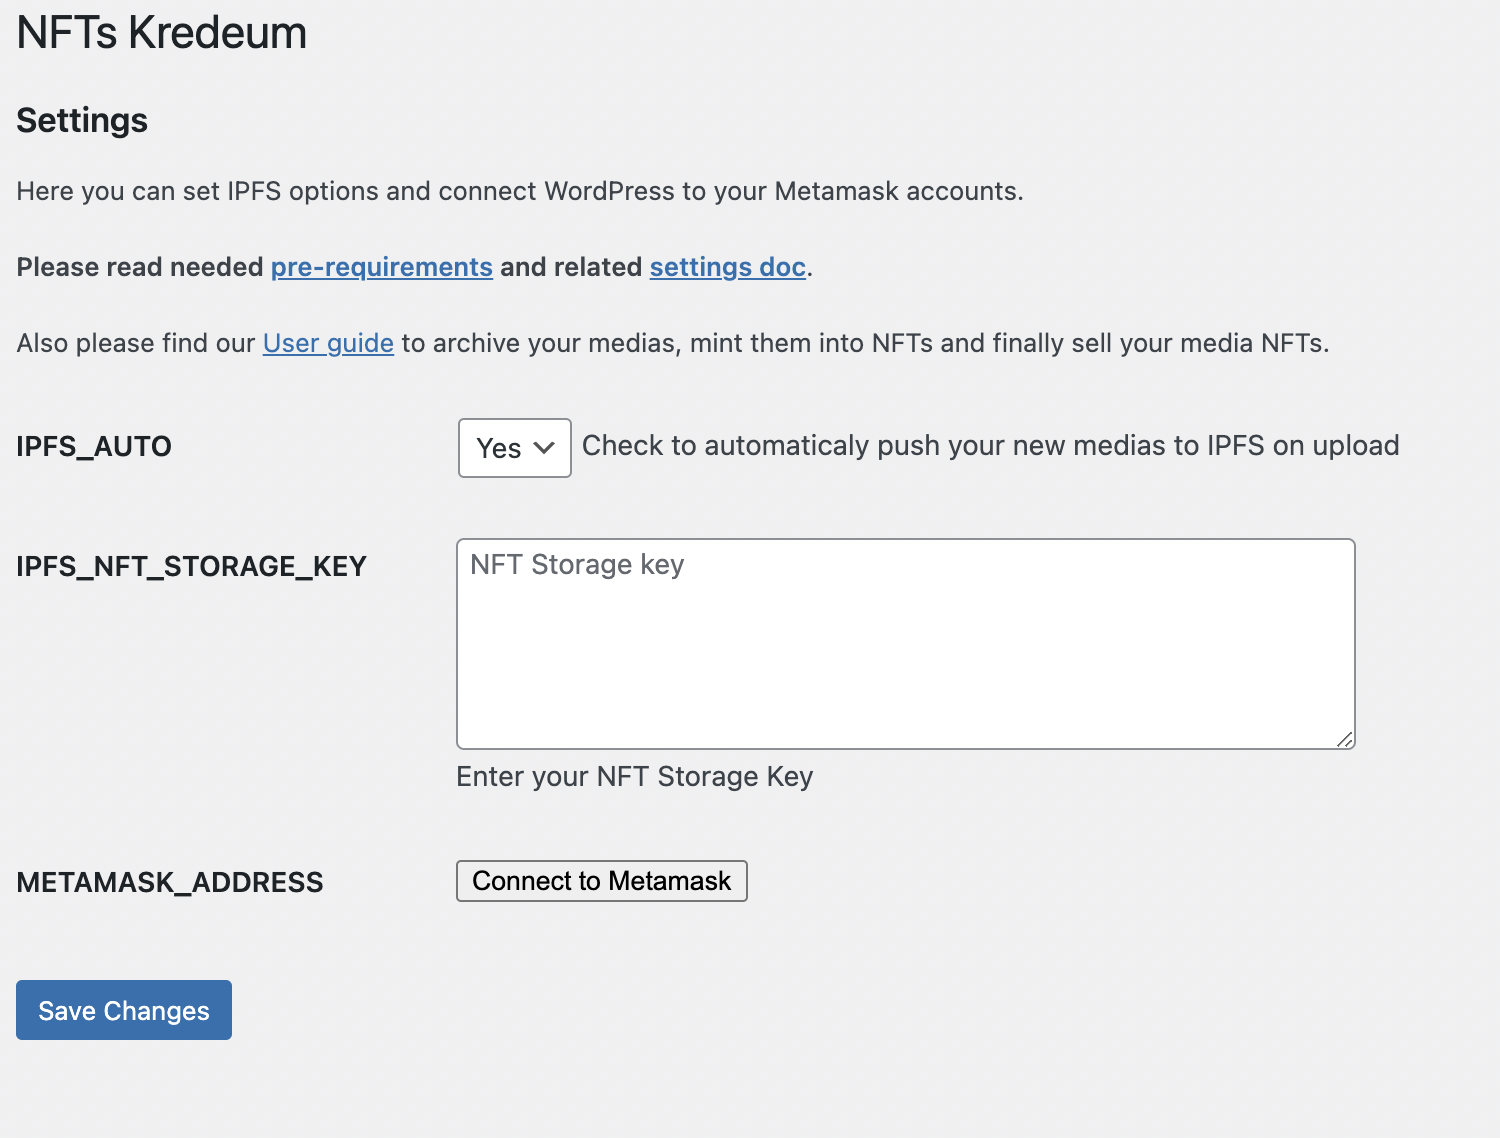 NFTs Kredeum
Settings
Here you can set IPFS options and connect WordPress to your Metamask accounts.
Please read needed pre-requirements and related settings doc.
Also please find our User guide to archive your medias, mint them into NFTs and finally sell your media NFTs.
IPFS_AUTO Yes Check to automaticaly push your new medias to IPFS on upload
IPFS_NFT_STORAGE_KEY NFT Storage key
Enter your NFT Storage Key
METAMASK_ADDRESS Connect to Metamask
Save Changes